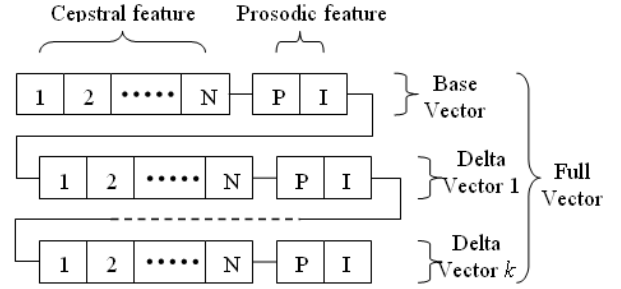 Cepstral feature Prosodic feature
1 2 ••••• N P I
Base
Vector
1 2 ••••• N P I
Delta
Vector 1
Full
Vector
1 2 ••••• N P I
Delta
Vector k